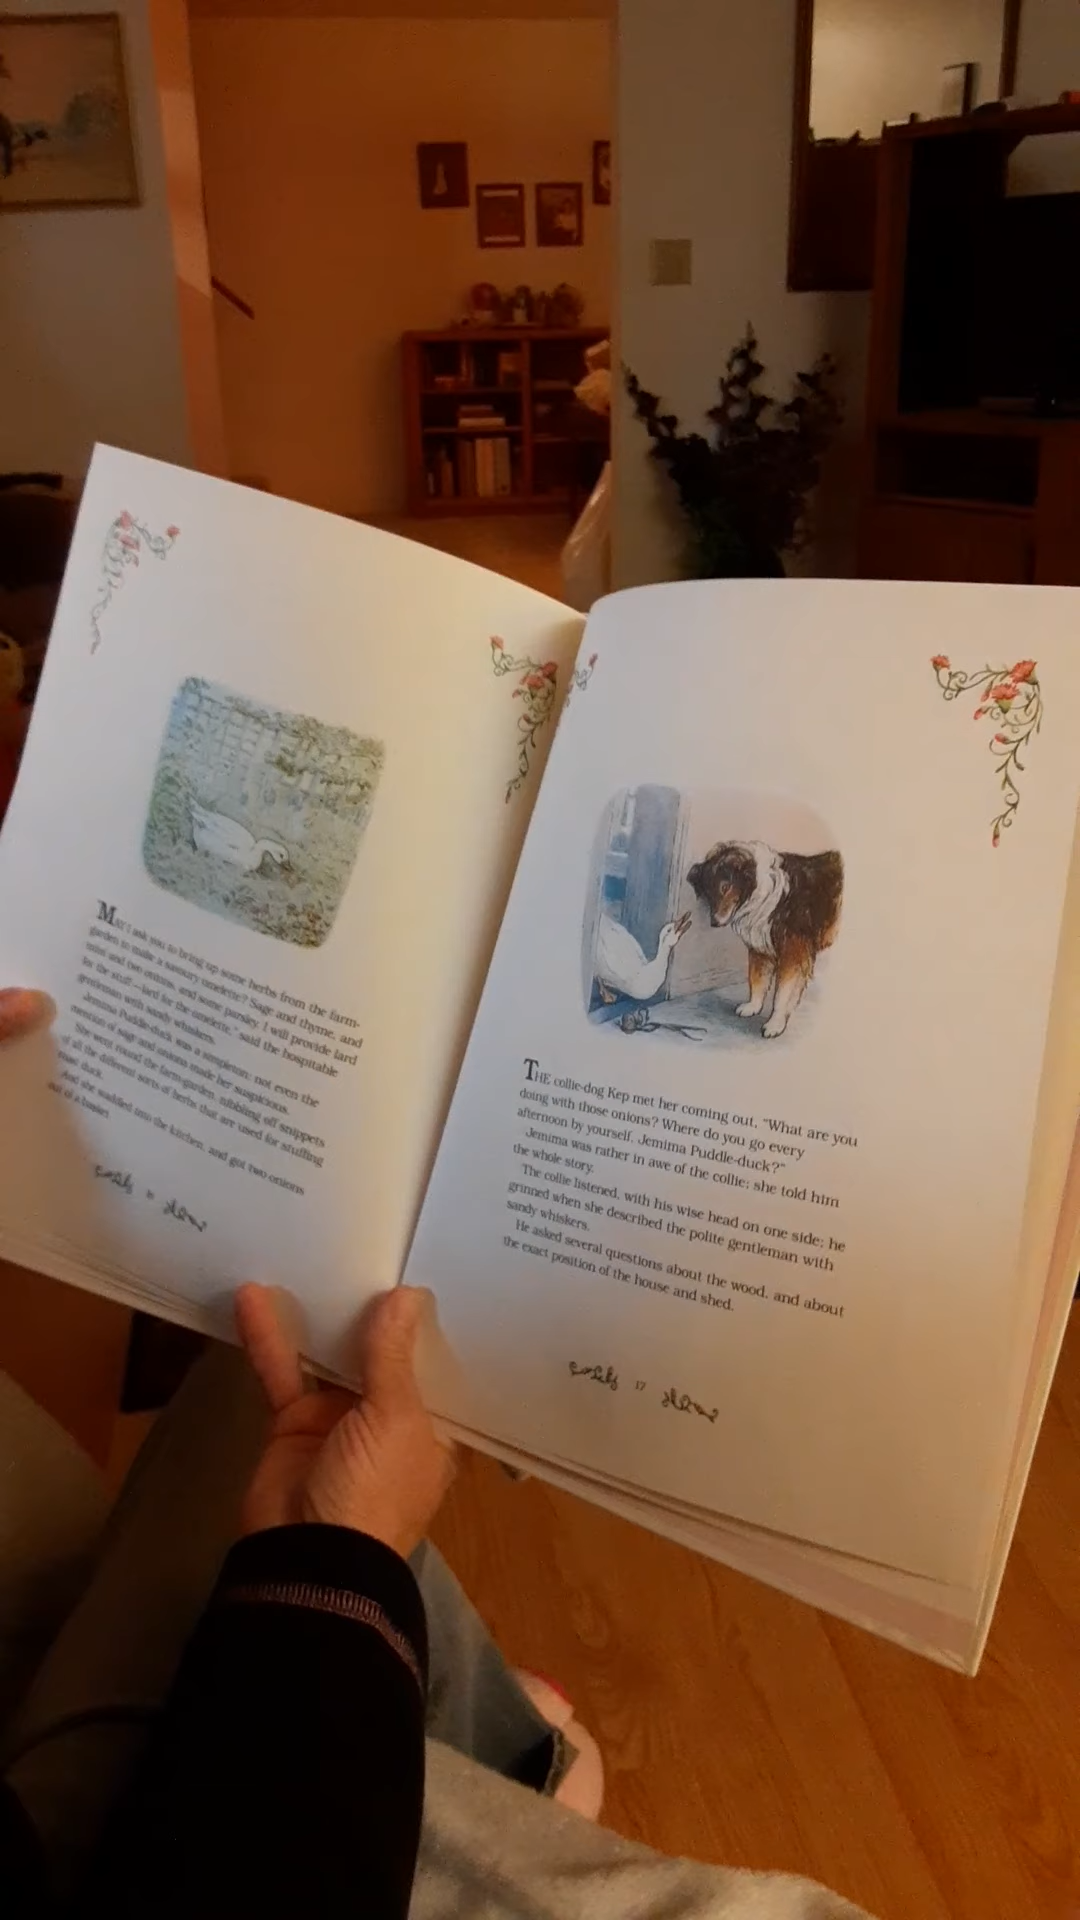 MAY I ask you to bring up some herbs from the farm-
garden to make a savoury omelette? Sage and thyme, and
mint and two onions, and some parsley. I will provide lard
for the stuff—lard for the omelette," said the hospitable
gentleman with sandy whiskers.
Jemima Puddle-duck was a simpleton: not even the
mention of sage and onions made her suspicious.
She went round the farm-garden, nibbling off snippets
of all the different sorts of herbs that are used for stuffing
roast duck.
And she waddled into the kitchen, and got two onions
out of a basket.
THE collie-dog Kep met her coming out, "What are you
doing with those onions? Where do you go every
afternoon by yourself, Jemima Puddle-duck?"
Jemima was rather in awe of the collie; she told him
the whole story.
The collie listened, with his wise head on one side; he
grinned when she described the polite gentleman with
sandy whiskers.
He asked several questions about the wood, and about
the exact position of the house and shed.
17